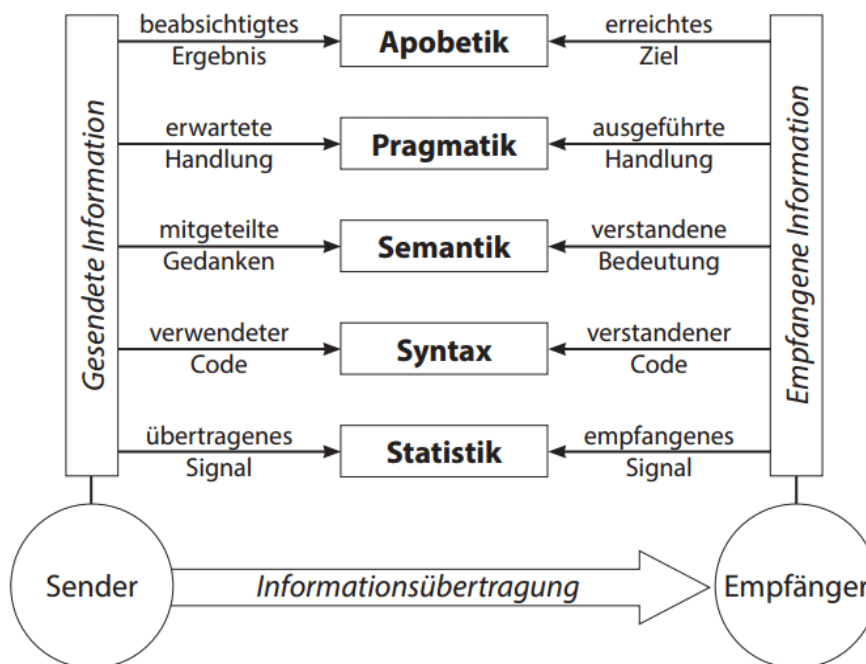 beabsichtigtes
Ergebnis
Apobetik
erreichtes
Ziel
erwartete
Handlung
Pragmatik
ausgeführte
Handlung
mitgeteilte
Gedanken
Semantik
verstandene
Bedeutung
verwendeter
Code
Syntax
verstandener
Code
übertragenes
Signal
Statistik
empfangenes
Signal
Gesendete Information
Empfangene Information
Sender
Informationsübertragung
Empfänger